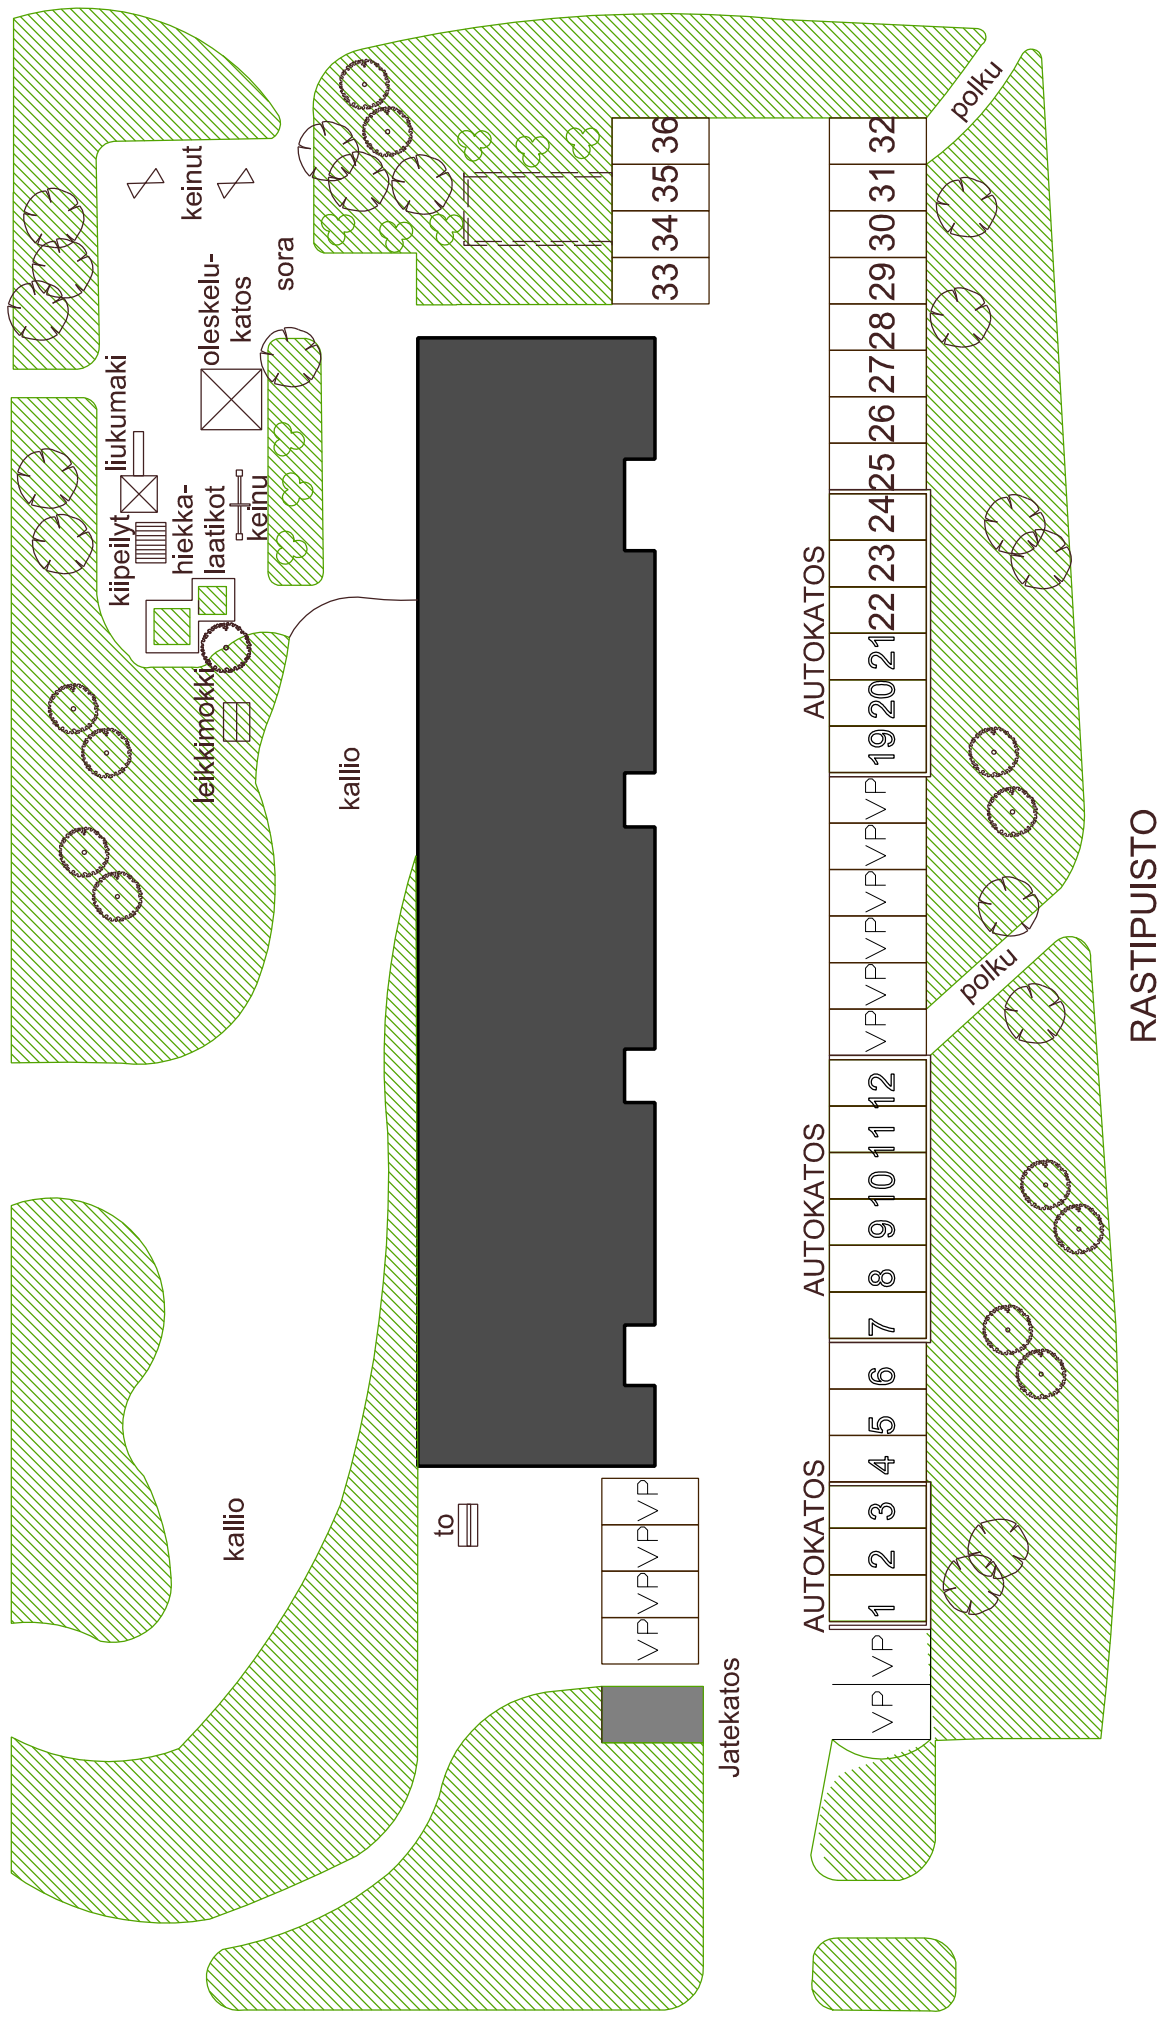 keinut
sora
oleskelu-
katos
liukumaki
kiipeilyt
hiekka-
laatikot
keinu
leikkimokki
kallio
kallio
to
VP VP VP VP
Jatekatos
33 34 35 36
AUTOKATOS
AUTOKATOS
AUTOKATOS
VP VP 1 2 3 4 5 6 7 8 9 10 11 12 VP VP VP VP VP VP 19 20 21 22 23 24 25 26 27 28 29 30 31 32
polku
polku
RASTIPUISTO